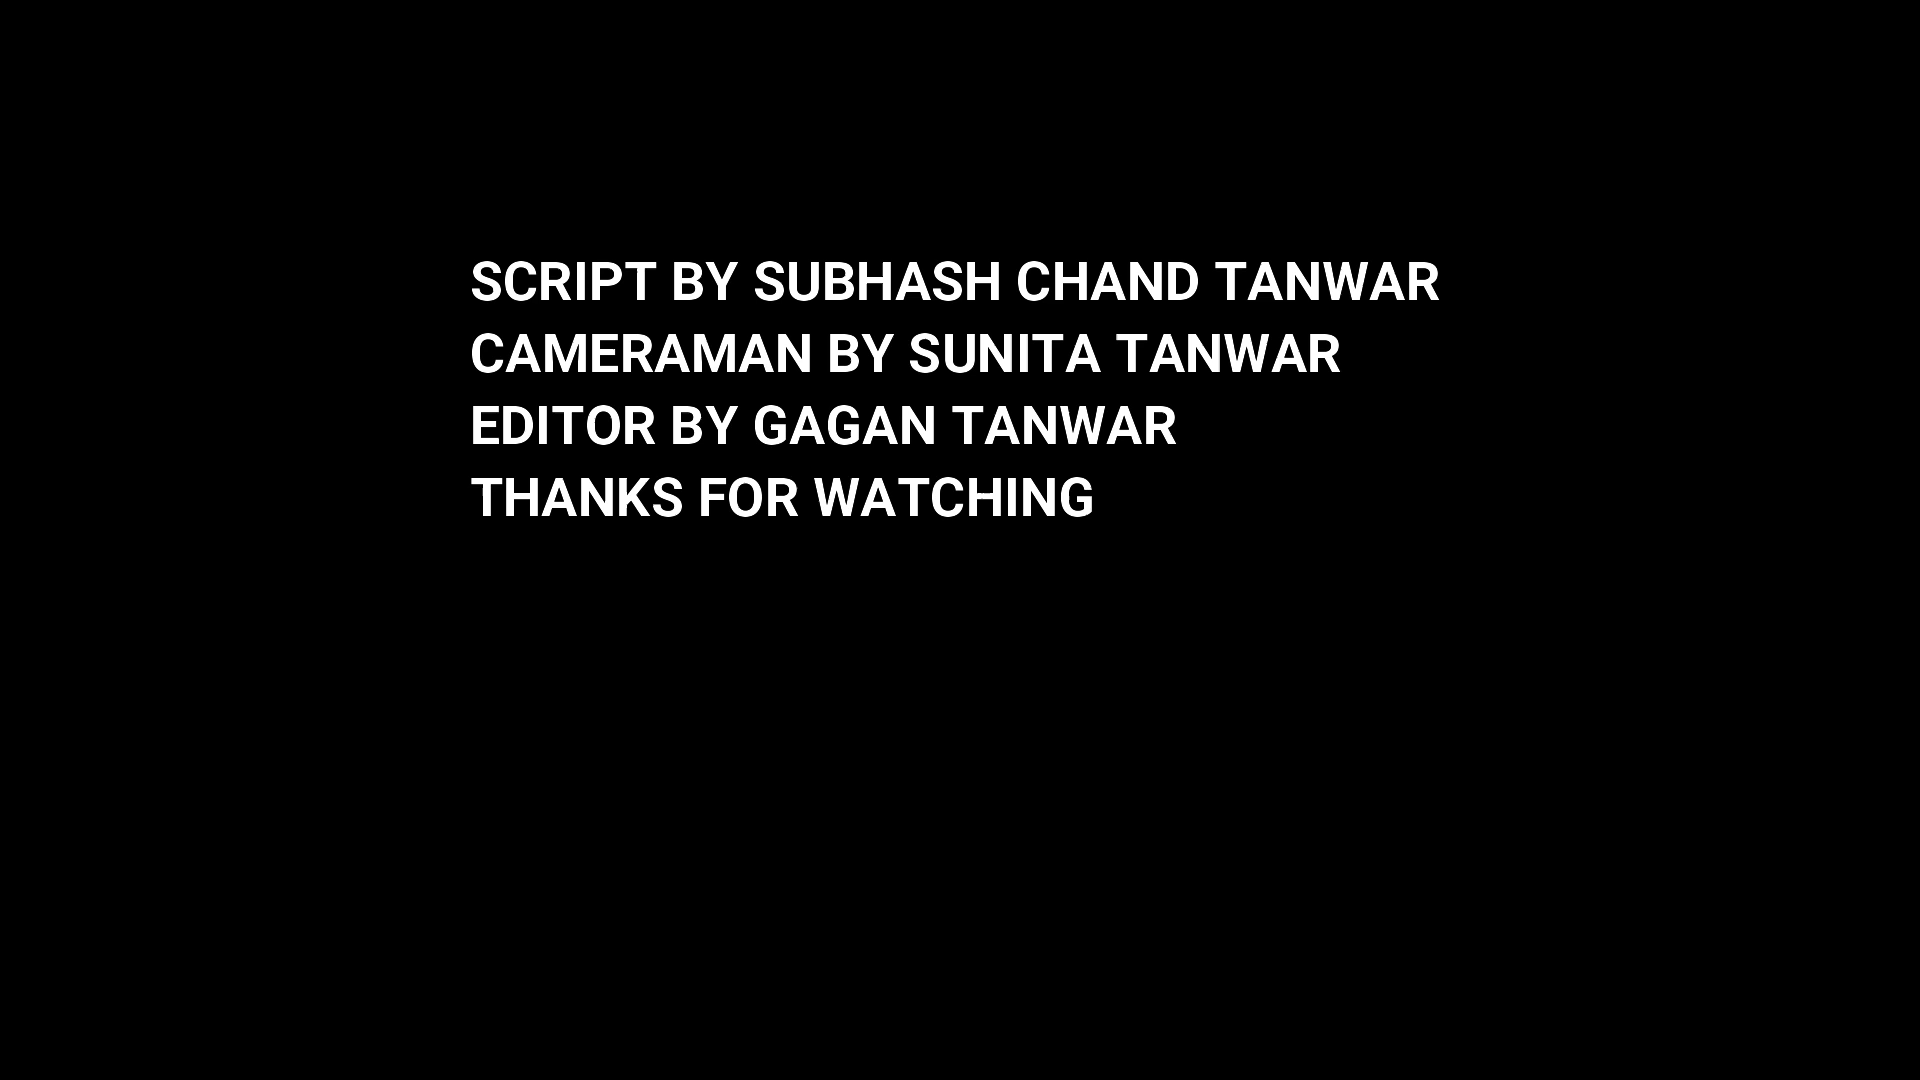 SCRIPT BY SUBHASH CHAND TANWAR
CAMERAMAN BY SUNITA TANWAR
EDITOR BY GAGAN TANWAR
THANKS FOR WATCHING